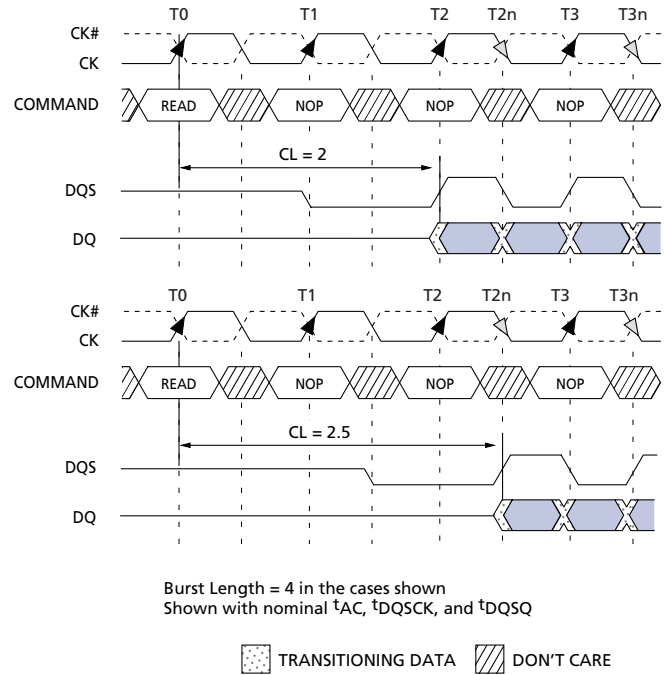 T0 T1 T2 T2n T3 T3n
CK#
CK
COMMAND READ NOP NOP NOP
CL = 2
DQS
DQ
T0 T1 T2 T2n T3 T3n
CK#
CK
COMMAND READ NOP NOP NOP
CL = 2.5
DQS
DQ
Burst Length = 4 in the cases shown
Shown with nominal tAC, tDQSCK, and tDQSQ
TRANSITIONING DATA DON'T CARE